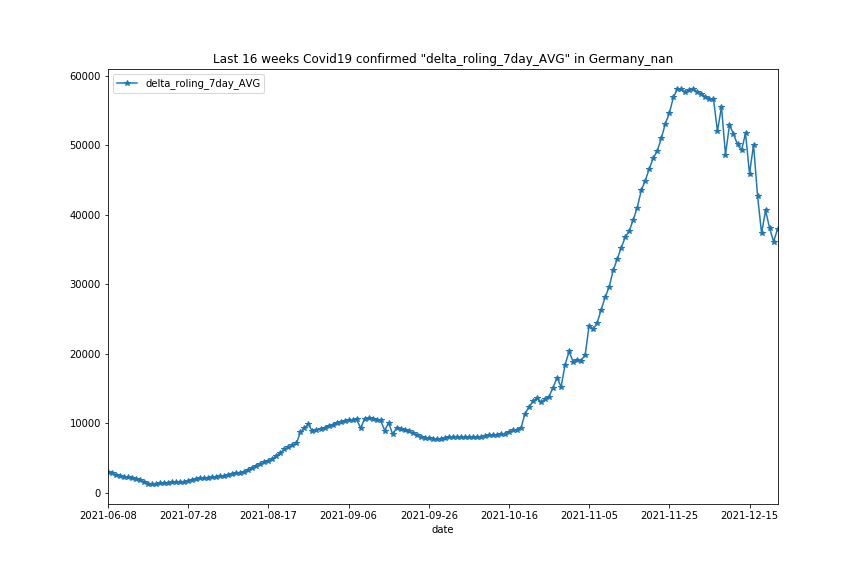 Last 16 weeks Covid19 confirmed "delta_roling_7day_AVG" in Germany_nan
delta_roling_7day_AVG
60000
50000
40000
30000
20000
10000
0
2021-06-08 2021-07-28 2021-08-17 2021-09-06 2021-09-26 2021-10-16 2021-11-05 2021-11-25 2021-12-15
date